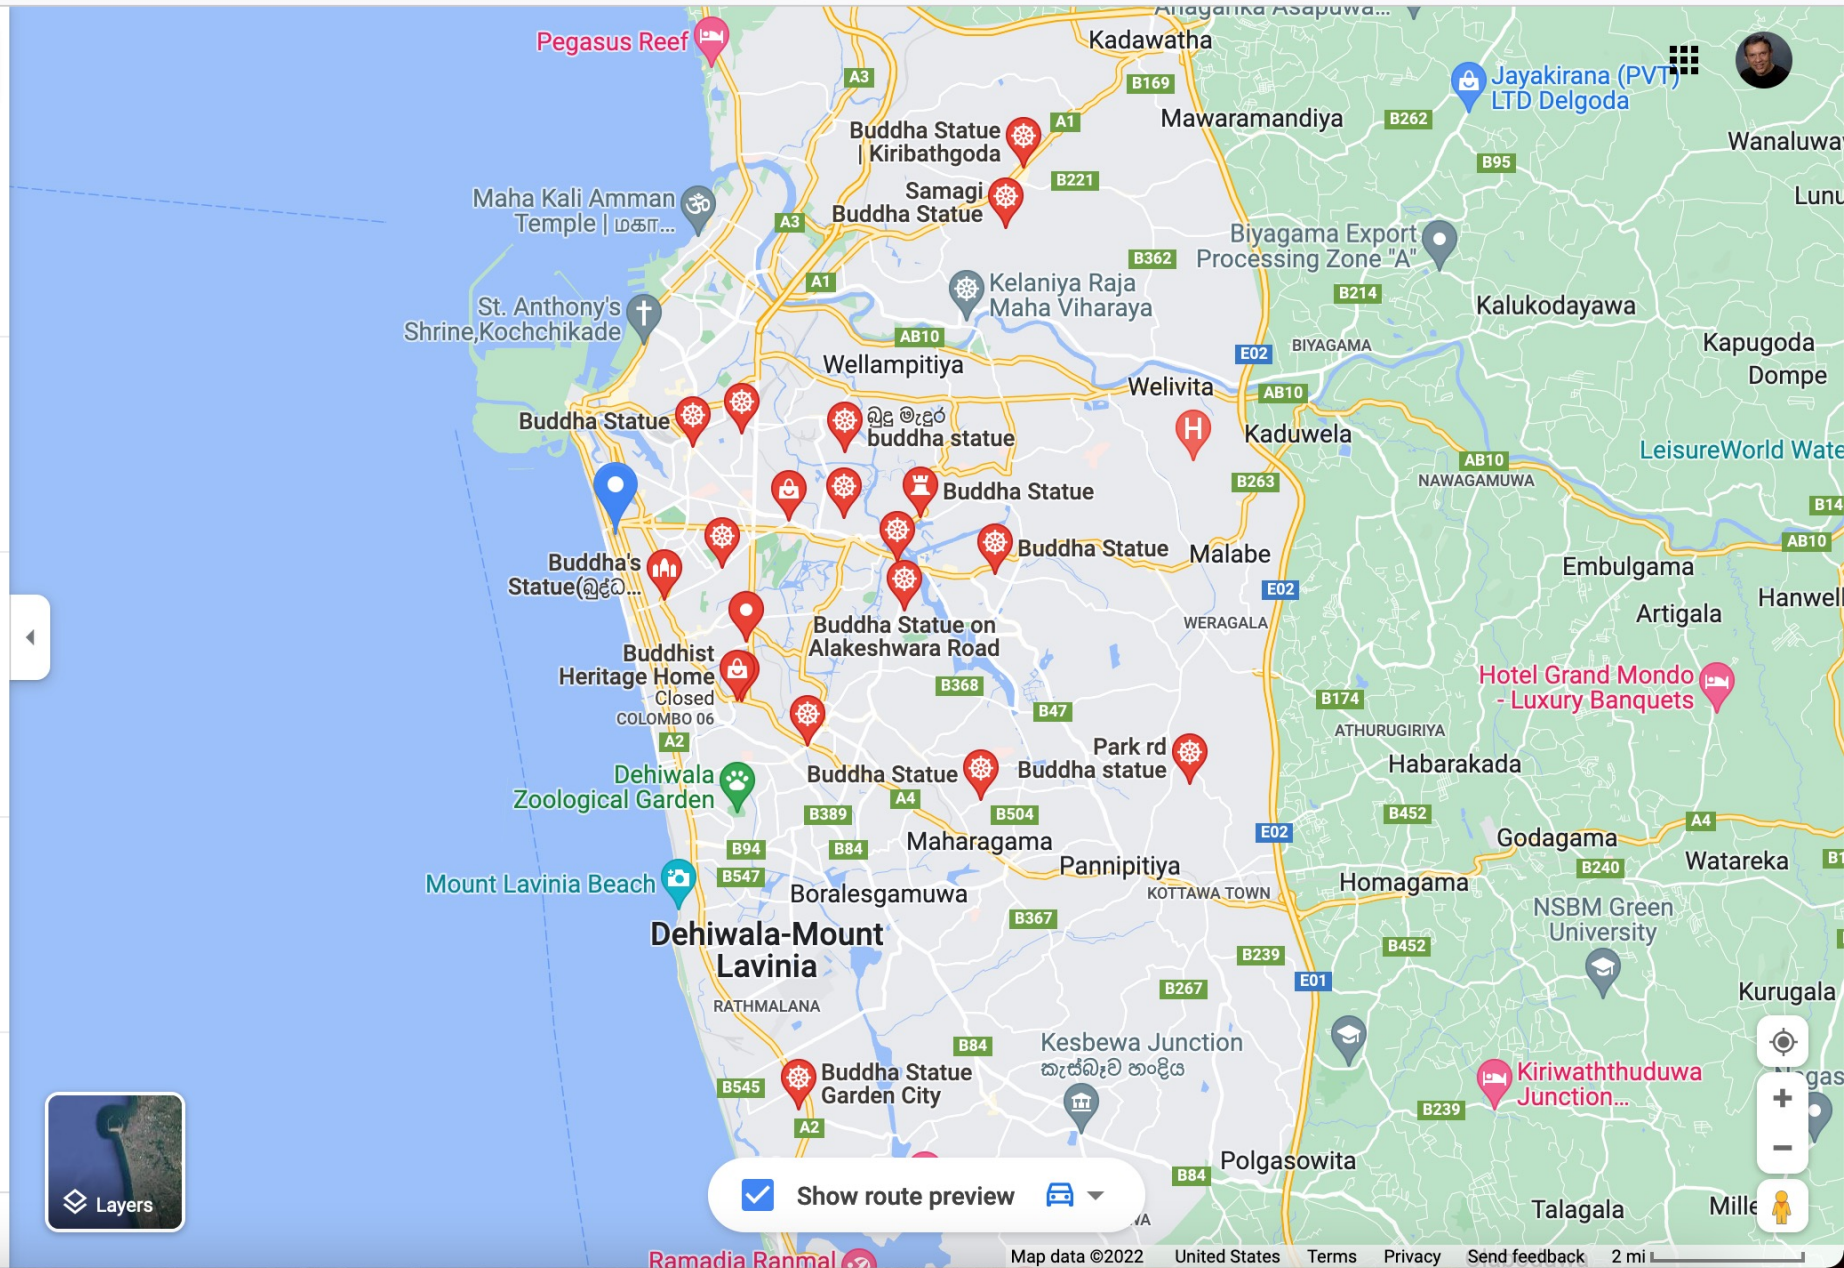 Anaganka Asapuwa...
Kadawatha
Pegasus Reef
A3
B169
Jayakirana (PVT)
LTD Delgoda
Mawaramandiya
B262
A1
Buddha Statue
| Kiribathgoda
Wanaluwa
B95
B221
Samagi
Buddha Statue
Lunu
Maha Kali Amman
Temple | மகா...
A3
Biyagama Export
Processing Zone "A"
B362
A1
Kelaniya Raja
Maha Viharaya
B214
Kalukodayawa
St. Anthony's
Shrine,Kochchikade
AB10
Kapugoda
E02
BIYAGAMA
Wellampitiya
Dompe
Welivita
AB10
Buddha Statue
බුදු මැදුර
buddha statue
H
Kaduwela
LeisureWorld Wate
AB10
NAWAGAMUWA
B263
Buddha Statue
B14
Buddha Statue
Malabe
AB10
Buddha's
Statue(බුද්ධ...
Embulgama
E02
Hanwell
Artigala
WERAGALA
Buddha Statue on
Alakeshwara Road
Buddhist
Heritage Home
Closed
COLOMBO 06
B368
Hotel Grand Mondo
- Luxury Banquets
B174
B47
ATHURUGIRIYA
A2
Park rd
Buddha statue
Habarakada
Dehiwala
Zoological Garden
Buddha Statue
A4
B389
B504
B452
A4
E02
Godagama
Maharagama
B94
B84
Watareka
B1
Pannipitiya
B240
B547
Mount Lavinia Beach
Homagama
Boralesgamuwa
KOTTAWA TOWN
NSBM Green
University
B367
Dehiwala-Mount
Lavinia
B452
B239
E01
B267
Kurugala
RATHMALANA
B84
Kesbewa Junction
කැස්බෑව හංදිය
Buddha Statue
Garden City
B545
Kiriwaththuduwa
Junction...
B239
A2
Polgasowita
B84
Show route preview
Layers
Talagala
Mille
WA
Ramadia Ranmal
Map data ©2022 United States Terms Privacy Send feedback 2 mi